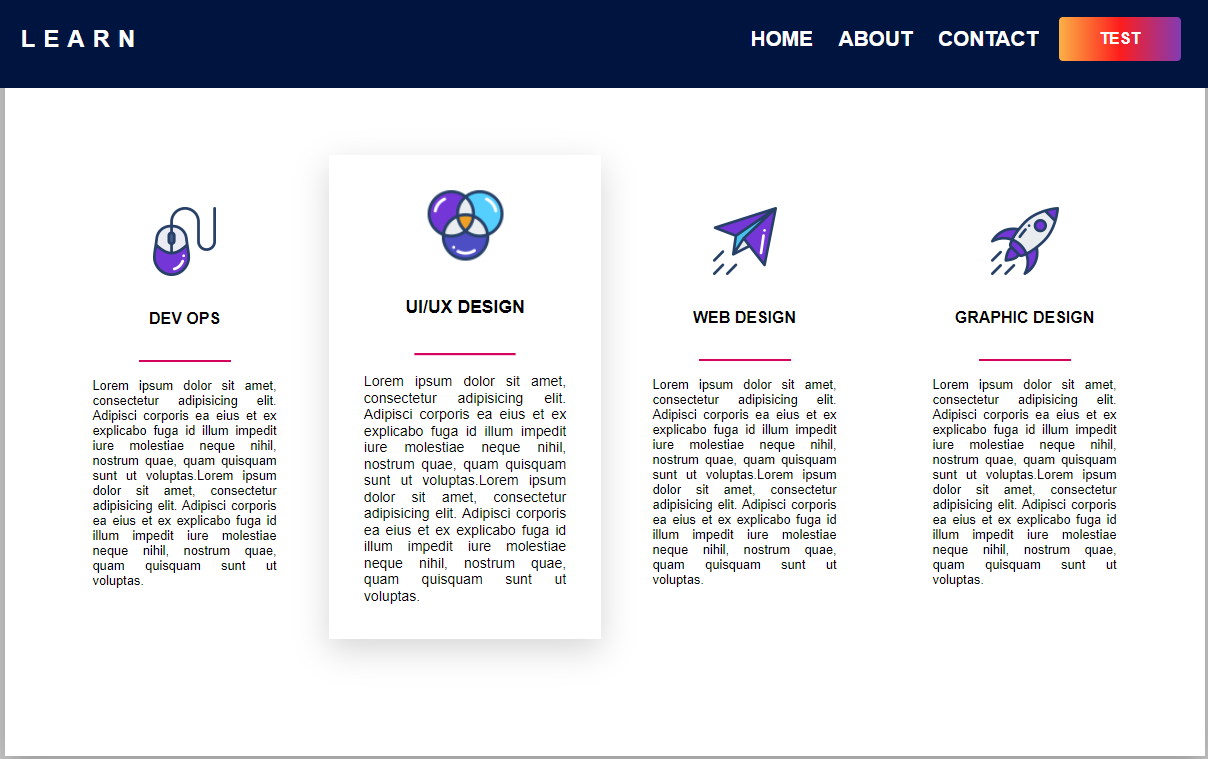 LEARN
HOME ABOUT CONTACT TEST
DEV OPS
Lorem ipsum dolor sit amet,
consectetur adipisicing elit.
Adipisci corporis ea eius et ex
explicabo fuga id illum impedit
iure molestiae neque nihil,
nostrum quae, quam quisquam
sunt ut voluptas.Lorem ipsum
dolor sit amet, consectetur
adipisicing elit. Adipisci corporis
ea eius et ex explicabo fuga id
illum impedit iure molestiae
neque nihil, nostrum quae,
quam quisquam sunt ut
voluptas.
UI/UX DESIGN
Lorem ipsum dolor sit amet,
consectetur adipisicing elit.
Adipisci corporis ea eius et ex
explicabo fuga id illum impedit
iure molestiae neque nihil,
nostrum quae, quam quisquam
sunt ut voluptas.Lorem ipsum
dolor sit amet, consectetur
adipisicing elit. Adipisci corporis
ea eius et ex explicabo fuga id
illum impedit iure molestiae
neque nihil, nostrum quae,
quam quisquam sunt ut
voluptas.
WEB DESIGN
Lorem ipsum dolor sit amet,
consectetur adipisicing elit.
Adipisci corporis ea eius et ex
explicabo fuga id illum impedit
iure molestiae neque nihil,
nostrum quae, quam quisquam
sunt ut voluptas.Lorem ipsum
dolor sit amet, consectetur
adipisicing elit. Adipisci corporis
ea eius et ex explicabo fuga id
illum impedit iure molestiae
neque nihil, nostrum quae,
quam quisquam sunt ut
voluptas.
GRAPHIC DESIGN
Lorem ipsum dolor sit amet,
consectetur adipisicing elit.
Adipisci corporis ea eius et ex
explicabo fuga id illum impedit
iure molestiae neque nihil,
nostrum quae, quam quisquam
sunt ut voluptas.Lorem ipsum
dolor sit amet, consectetur
adipisicing elit. Adipisci corporis
ea eius et ex explicabo fuga id
illum impedit iure molestiae
neque nihil, nostrum quae,
quam quisquam sunt ut
voluptas.